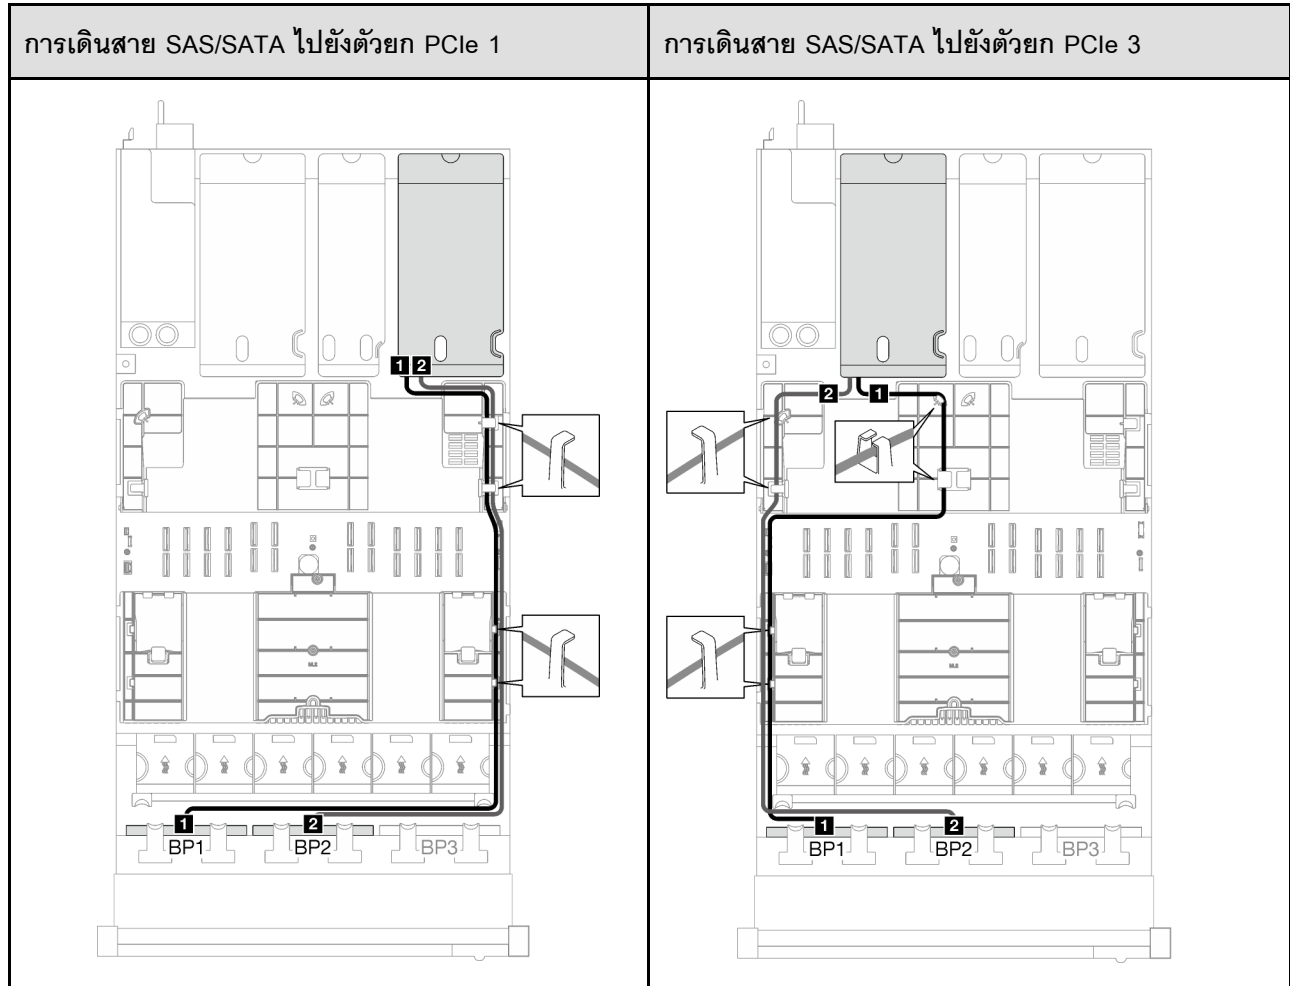 การเดินสาย SAS/SATA ไปยังตัวยก PCIe 1
การเดินสาย SAS/SATA ไปยังตัวยก PCIe 3
1 2
M.2
1 2
BP1 BP2 BP3
2 1
M.2
1 2
BP1 BP2 BP3